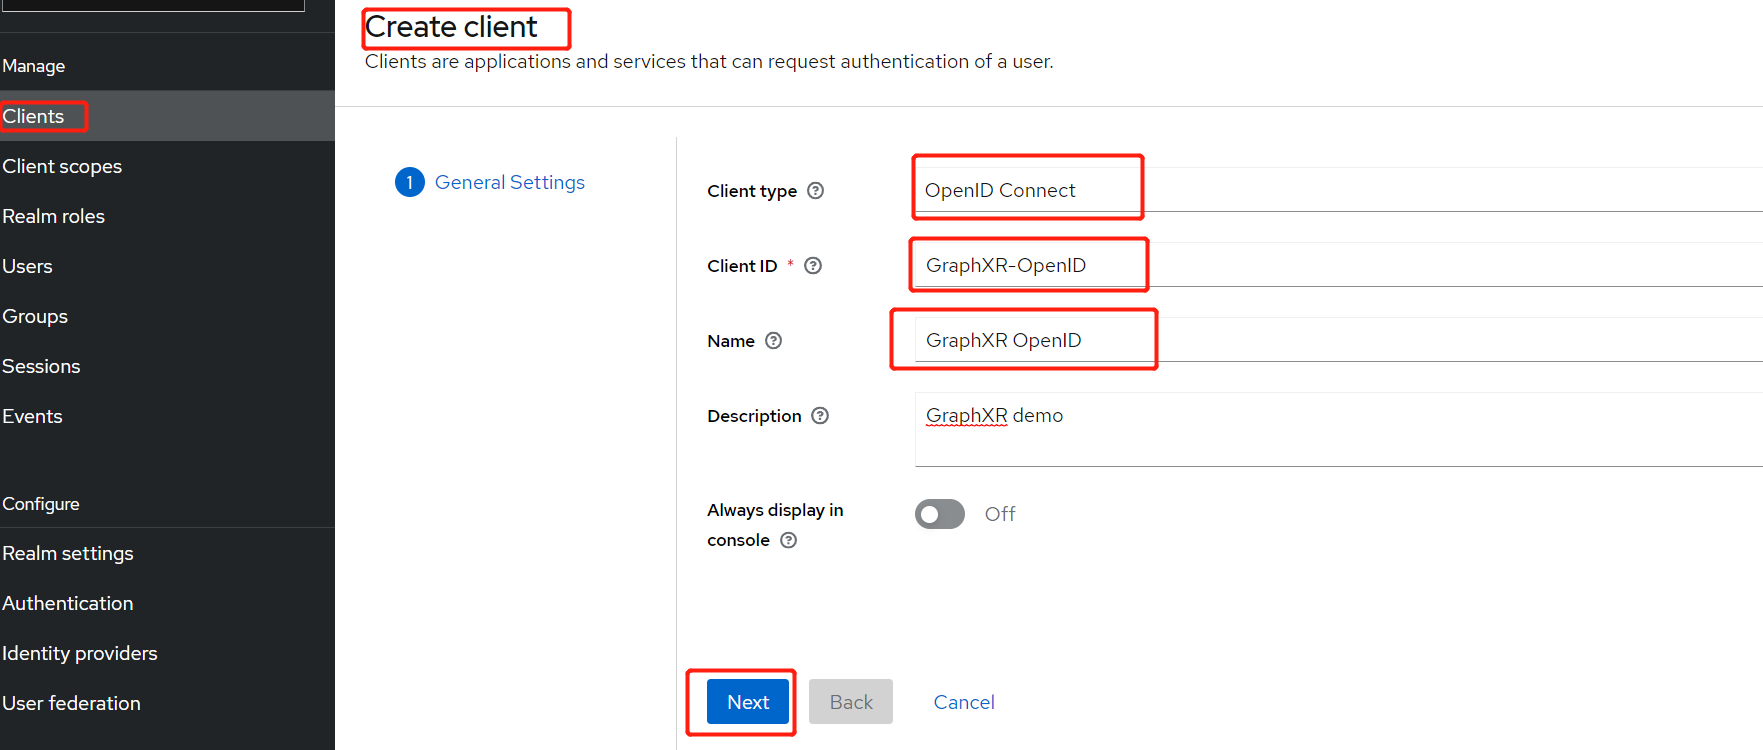 Manage
Clients
Client scopes
Realm roles
Users
Groups
Sessions
Events
Configure
Realm settings
Authentication
Identity providers
User federation
Create client
Clients are applications and services that can request authentication of a user.
1 General Settings
Client type ?
OpenID Connect
Client ID * ?
GraphXR-OpenID
Name ?
GraphXR OpenID
Description ?
GraphXR demo
Always display in
console ?
Off
Next Back Cancel